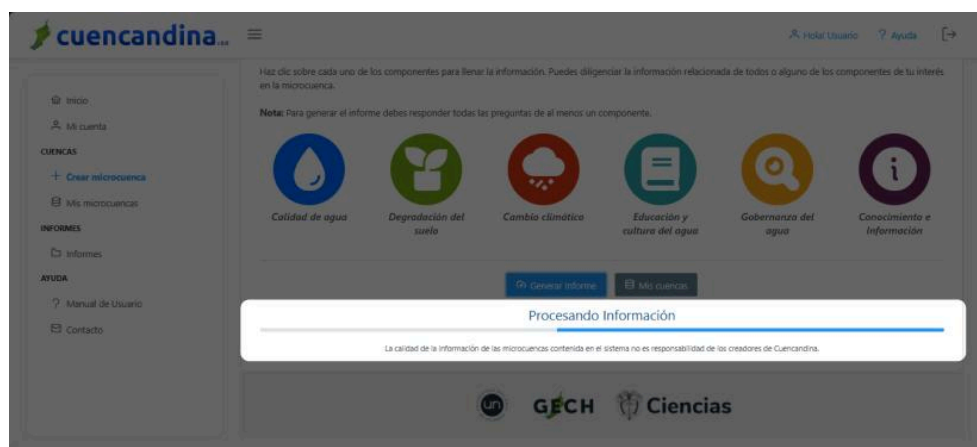 cuencandina
Hola! Usuario
? Ayuda
Haz clic sobre cada uno de los componentes para llenar la información. Puedes diligenciar la información relacionada de todos o alguno de los componentes de tu interés
en la microcuenca.
Nota: Para generar el informe debes responder todas las preguntas de al menos un componente.
Inicio
Mi cuenta
CUENCAS
+ Crear microcuenca
Mis microcuencas
INFORMES
Informes
AYUDA
? Manual de Usuario
Contacto
Calidad de agua
Degradación del
suelo
Cambio climático
Educación y
cultura del agua
Gobernanza del
agua
Conocimiento e
Información
Generar Informe
Mis cuencas
Procesando Información
La calidad de la información de las microcuencas contenida en el sistema no es responsabilidad de los creadores de Cuencandina.
un
GECH
Ciencias